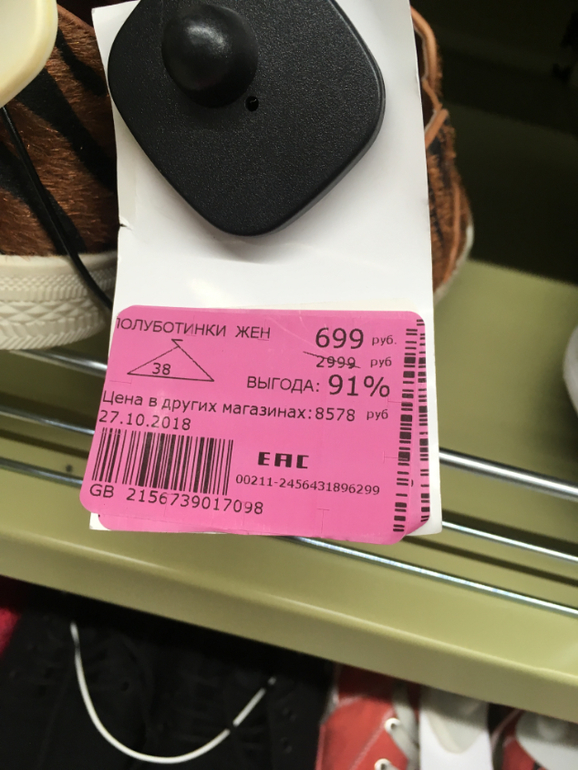 ПОЛУБОТИНКИ ЖЕН
699 руб.
2999 руб
38
ВЫГОДА: 91%
Цена в других магазинах: 8578 руб
27.10.2018
EAC
00211-2456431896299
GB 2156739017098